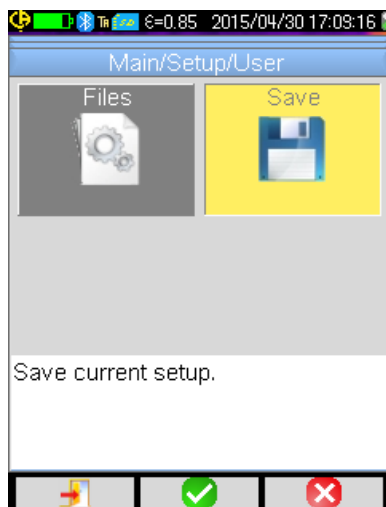 ε=0.85 2015/04/30 17:09:16
Main/Setup/User
Files
Save
Save current setup.